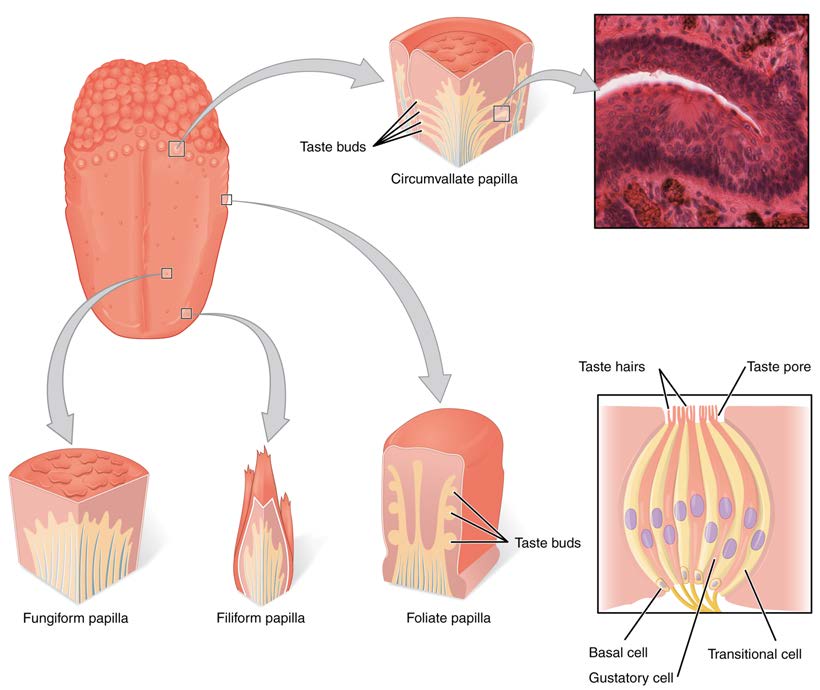 Taste buds
Circumvallate papilla
Taste hairs
Taste pore
Taste buds
Fungiform papilla
Filiform papilla
Foliate papilla
Basal cell
Transitional cell
Gustatory cell